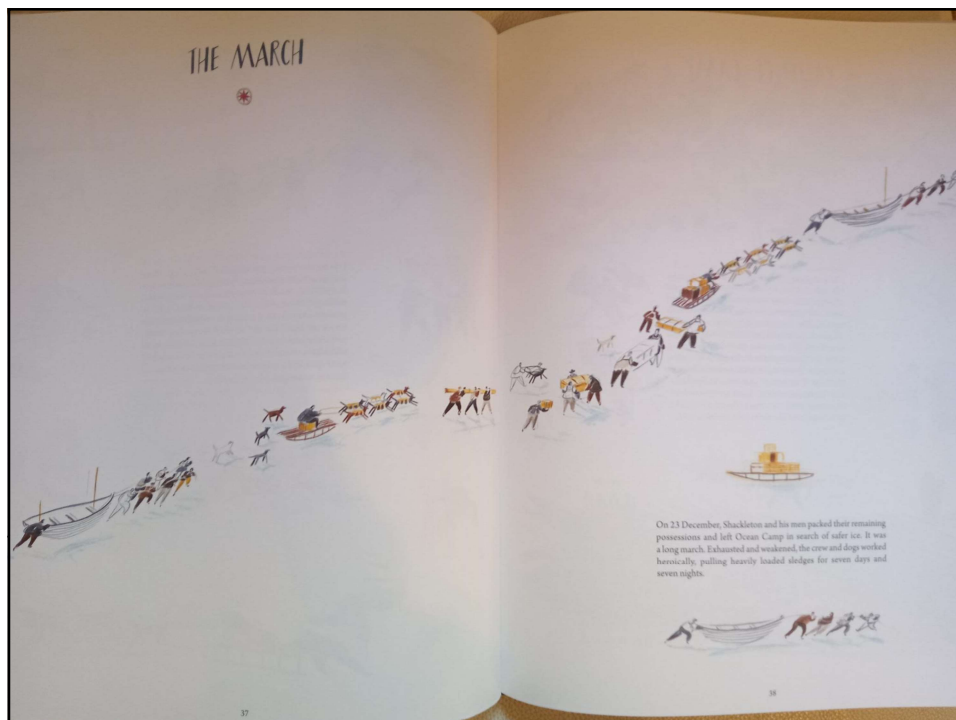 THE MARCH
On 23 December, Shackleton and his men packed their remaining
possessions and left Ocean Camp in search of safer ice. It was
a long march. Exhausted and weakened, the crew and dogs worked
heroically, pulling heavily loaded sledges for seven days and
seven nights.
37
38